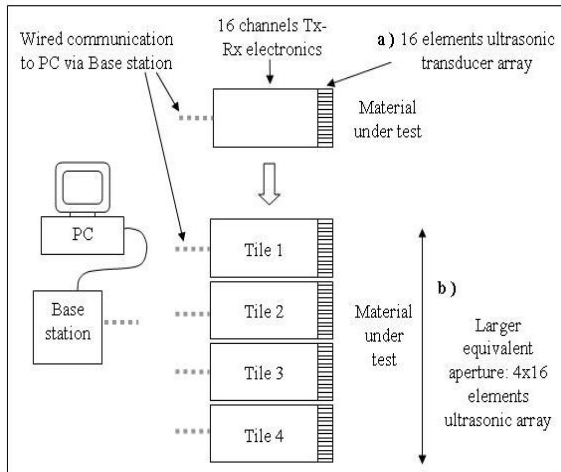 Wired communication
to PC via Base station
16 channels Tx-
Rx electronics
a ) 16 elements ultrasonic
transducer array
Material
under test
PC
Base
station
Tile 1
Tile 2
Tile 3
Tile 4
Material
under
test
b )
Larger
equivalent
aperture: 4x16
elements
ultrasonic array